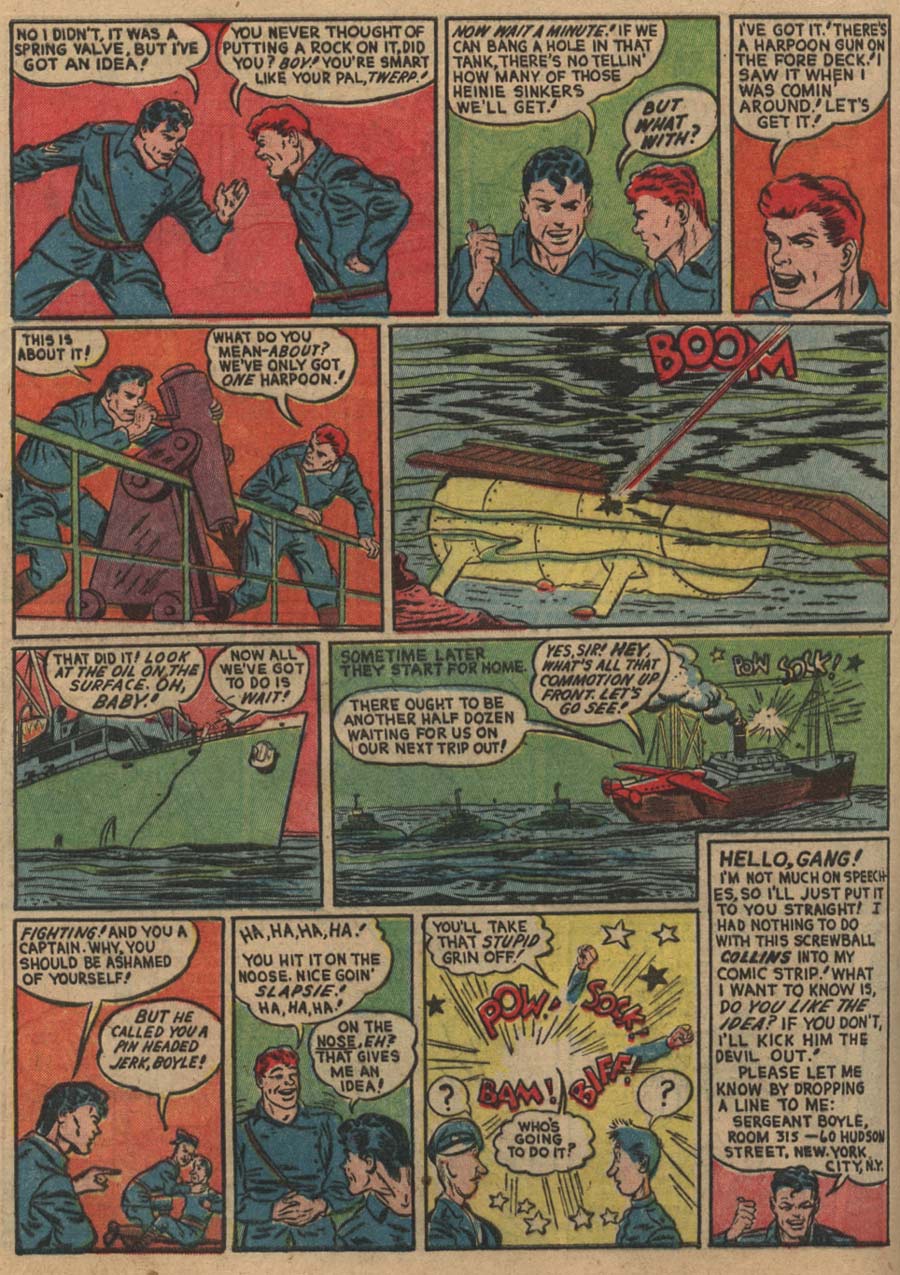 NO I DIDN'T, IT WAS A
SPRING VALVE, BUT I'VE
GOT AN IDEA!
YOU NEVER THOUGHT OF
PUTTING A ROCK ON IT, DID
YOU? BOY! YOU'RE SMART
LIKE YOUR PAL, TWERP!
NOW WAIT A MINUTE! IF WE
CAN BANG A HOLE IN THAT
TANK, THERE'S NO TELLIN'
HOW MANY OF THOSE
HEINIE SINKERS
WE'LL GET!
BUT
WHAT
WITH?
I'VE GOT IT! THERE'S
A HARPOON GUN ON
THE FORE DECK! I
SAW IT WHEN I
WAS COMIN'
AROUND! LET'S
GET IT!
THIS IS
ABOUT IT!
WHAT DO YOU
MEAN-ABOUT?
WE'VE ONLY GOT
ONE HARPOON!
BOOM
THAT DID IT! LOOK
AT THE OIL ON THE
SURFACE. OH,
BABY!!
NOW ALL
WE'VE GOT
TO DO IS
WAIT!
SOMETIME LATER
THEY START FOR HOME.
THERE OUGHT TO BE
ANOTHER HALF DOZEN
WAITING FOR US ON
OUR NEXT TRIP OUT!
YES, SIR! HEY,
WHAT'S ALL THAT
COMMOTION UP
FRONT. LET'S
GO SEE!
POW SOCK!
FIGHTING! AND YOU A
CAPTAIN. WHY, YOU
SHOULD BE ASHAMED
OF YOURSELF!
BUT HE
CALLED YOU A
PIN HEADED
JERK, BOYLE!
HA, HA, HA, HA!
YOU HIT IT ON THE
NOOSE. NICE GOIN'
SLAPSIE!
HA, HA, HA!
ON THE
NOSE, EH?
THAT GIVES
ME AN
IDEA!
YOU'LL TAKE
THAT STUPID
GRIN OFF!
POW!
SOCK!
BAM!
BIFF!
?
?
WHO'S
GOING
TO DO IT?
HELLO, GANG!
I'M NOT MUCH ON SPEECH-
ES, SO I'LL JUST PUT IT
TO YOU STRAIGHT! I
HAD NOTHING TO DO
WITH THIS SCREWBALL
COLLINS INTO MY
COMIC STRIP! WHAT
I WANT TO KNOW IS,
DO YOU LIKE THE
IDEA? IF YOU DON'T,
I'LL KICK HIM THE
DEVIL OUT!
PLEASE LET ME
KNOW BY DROPPING
A LINE TO ME:
SERGEANT BOYLE,
ROOM 315 - 60 HUDSON
STREET, NEW YORK
CITY, N.Y.